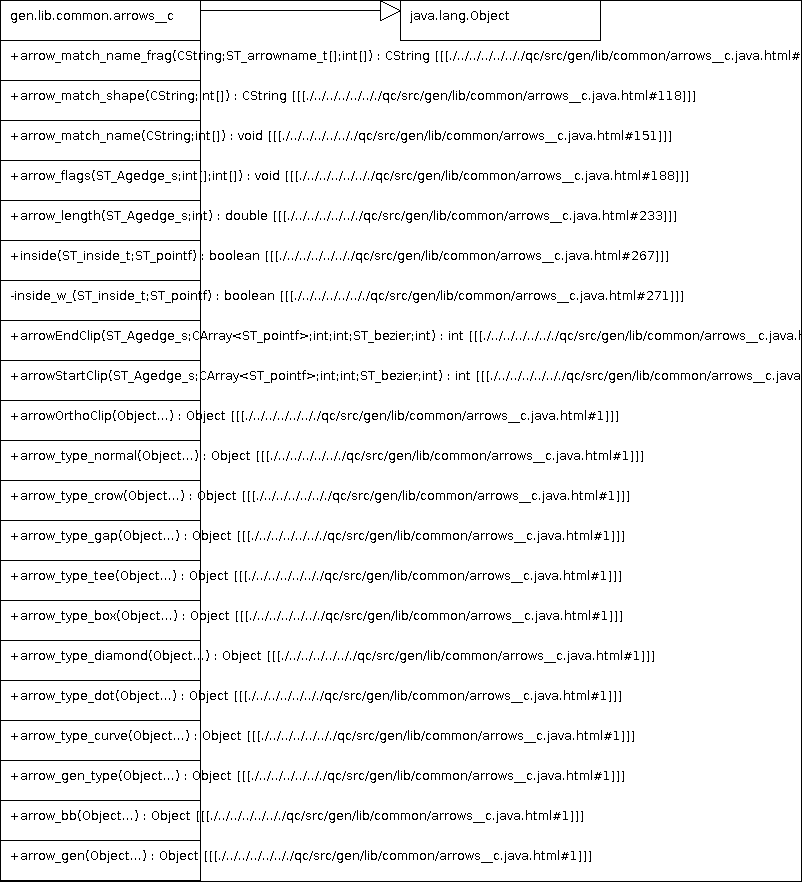 gen.lib.common.arrows__c
java.lang.Object
+arrow_match_name_frag(CString;ST_arrowname_t[];int[]) : CString [[[./../../../../../../qc/src/gen/lib/common/arrows__c.java.html#
+arrow_match_shape(CString;int[]) : CString [[[./../../../../../../qc/src/gen/lib/common/arrows__c.java.html#118]]]
+arrow_match_name(CString;int[]) : void [[[./../../../../../../qc/src/gen/lib/common/arrows__c.java.html#151]]]
+arrow_flags(ST_Agedge_s;int[];int[]) : void [[[./../../../../../../qc/src/gen/lib/common/arrows__c.java.html#188]]]
+arrow_length(ST_Agedge_s;int) : double [[[./../../../../../../qc/src/gen/lib/common/arrows__c.java.html#233]]]
+inside(ST_inside_t;ST_pointf) : boolean [[[./../../../../../../qc/src/gen/lib/common/arrows__c.java.html#267]]]
-inside_w_(ST_inside_t;ST_pointf) : boolean [[[./../../../../../../qc/src/gen/lib/common/arrows__c.java.html#271]]]
+arrowEndClip(ST_Agedge_s;CArray<ST_pointf>;int;int;ST_bezier;int) : int [[[./../../../../../../qc/src/gen/lib/common/arrows__c.java.h
+arrowStartClip(ST_Agedge_s;CArray<ST_pointf>;int;int;ST_bezier;int) : int [[[./../../../../../../qc/src/gen/lib/common/arrows__c.java
+arrowOrthoClip(Object...) : Object [[[./../../../../../../qc/src/gen/lib/common/arrows__c.java.html#1]]]
+arrow_type_normal(Object...) : Object [[[./../../../../../../qc/src/gen/lib/common/arrows__c.java.html#1]]]
+arrow_type_crow(Object...) : Object [[[./../../../../../../qc/src/gen/lib/common/arrows__c.java.html#1]]]
+arrow_type_gap(Object...) : Object [[[./../../../../../../qc/src/gen/lib/common/arrows__c.java.html#1]]]
+arrow_type_tee(Object...) : Object [[[./../../../../../../qc/src/gen/lib/common/arrows__c.java.html#1]]]
+arrow_type_box(Object...) : Object [[[./../../../../../../qc/src/gen/lib/common/arrows__c.java.html#1]]]
+arrow_type_diamond(Object...) : Object [[[./../../../../../../qc/src/gen/lib/common/arrows__c.java.html#1]]]
+arrow_type_dot(Object...) : Object [[[./../../../../../../qc/src/gen/lib/common/arrows__c.java.html#1]]]
+arrow_type_curve(Object...) : Object [[[./../../../../../../qc/src/gen/lib/common/arrows__c.java.html#1]]]
+arrow_gen_type(Object...) : Object [[[./../../../../../../qc/src/gen/lib/common/arrows__c.java.html#1]]]
+arrow_bb(Object...) : Object [[[./../../../../../../qc/src/gen/lib/common/arrows__c.java.html#1]]]
+arrow_gen(Object...) : Object [[[./../../../../../../qc/src/gen/lib/common/arrows__c.java.html#1]]]